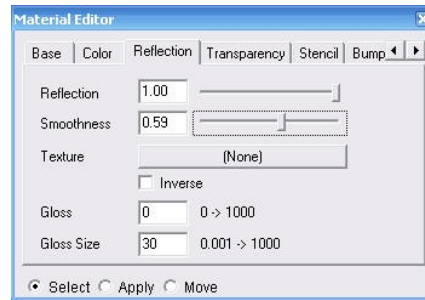 Material Editor
Base Color Reflection Transparency Stencil Bump
Reflection 1.00
Smoothness 0.59
Texture (None)
Inverse
Gloss 0 0 -> 1000
Gloss Size 30 0.001 -> 1000
Select Apply Move